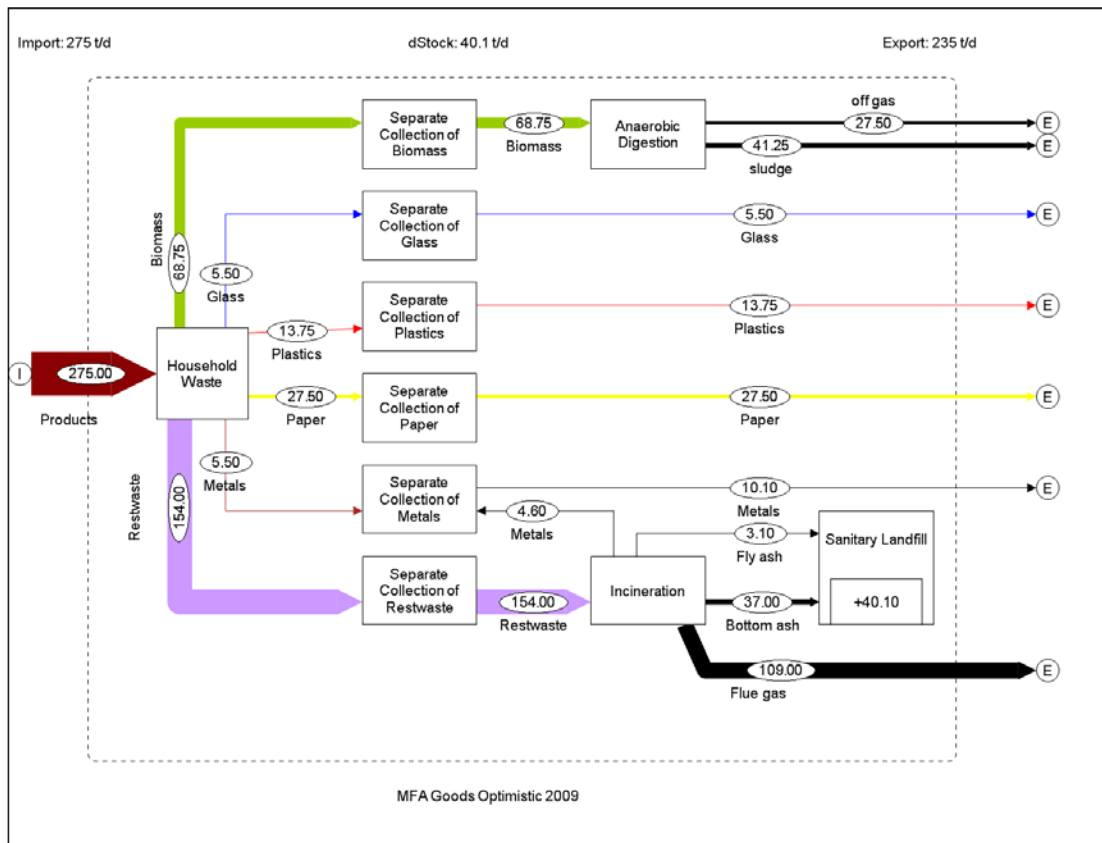 Import: 275 t/d
dStock: 40.1 t/d
Export: 235 t/d
Separate
Collection of
Biomass
68.75
Biomass
Anaerobic
Digestion
off gas
27.50
E
41.25
E
sludge
Biomass
68.75
Separate
Collection of
Glass
5.50
Glass
E
5.50
Glass
Separate
Collection of
Plastics
13.75
Plastics
E
13.75
Plastics
I
275.00
Products
Household
Waste
27.50
Paper
Separate
Collection of
Paper
27.50
Paper
E
5.50
Metals
Separate
Collection of
Metals
10.10
Metals
E
4.60
Metals
3.10
Fly ash
Sanitary Landfill
+40.10
Restwaste
154.00
Separate
Collection of
Restwaste
154.00
Restwaste
Incineration
37.00
Bottom ash
109.00
Flue gas
E
MFA Goods Optimistic 2009